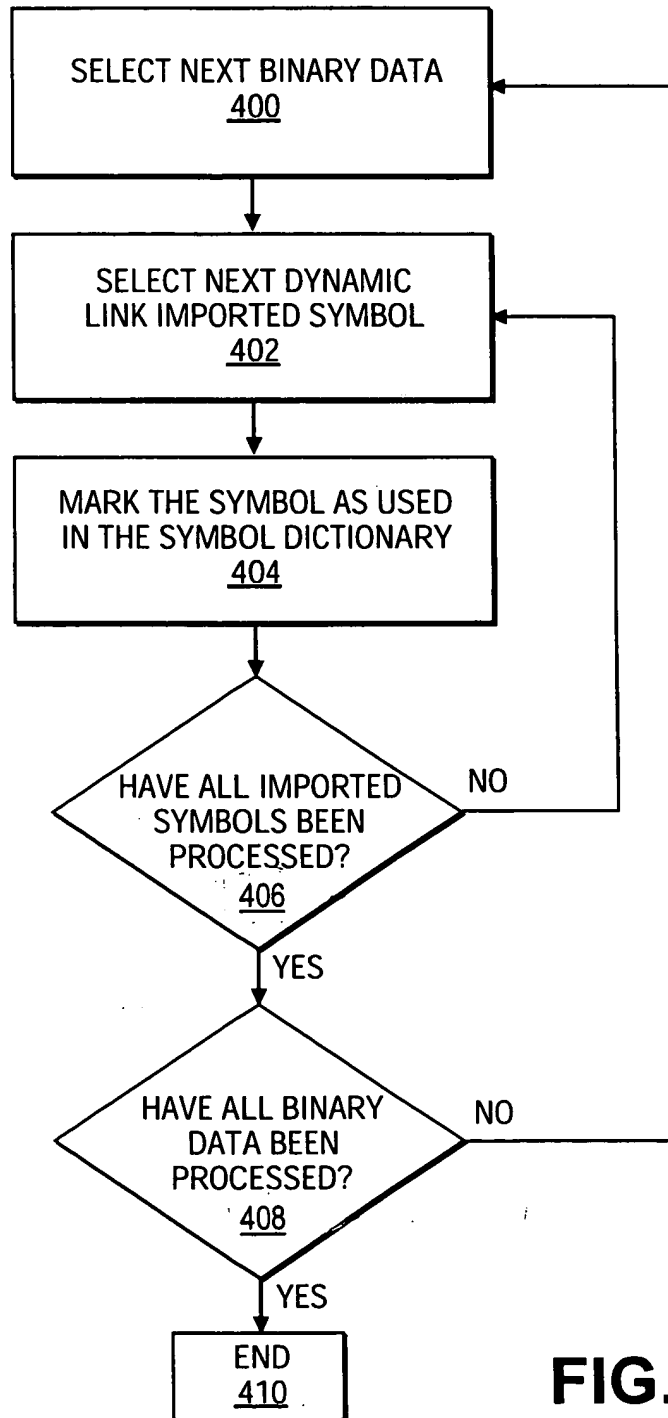 SELECT NEXT BINARY DATA
400
SELECT NEXT DYNAMIC
LINK IMPORTED SYMBOL
402
MARK THE SYMBOL AS USED
IN THE SYMBOL DICTIONARY
404
HAVE ALL IMPORTED
SYMBOLS BEEN
PROCESSED?
406
NO
YES
HAVE ALL BINARY
DATA BEEN
PROCESSED?
408
NO
YES
END
410
FIG.